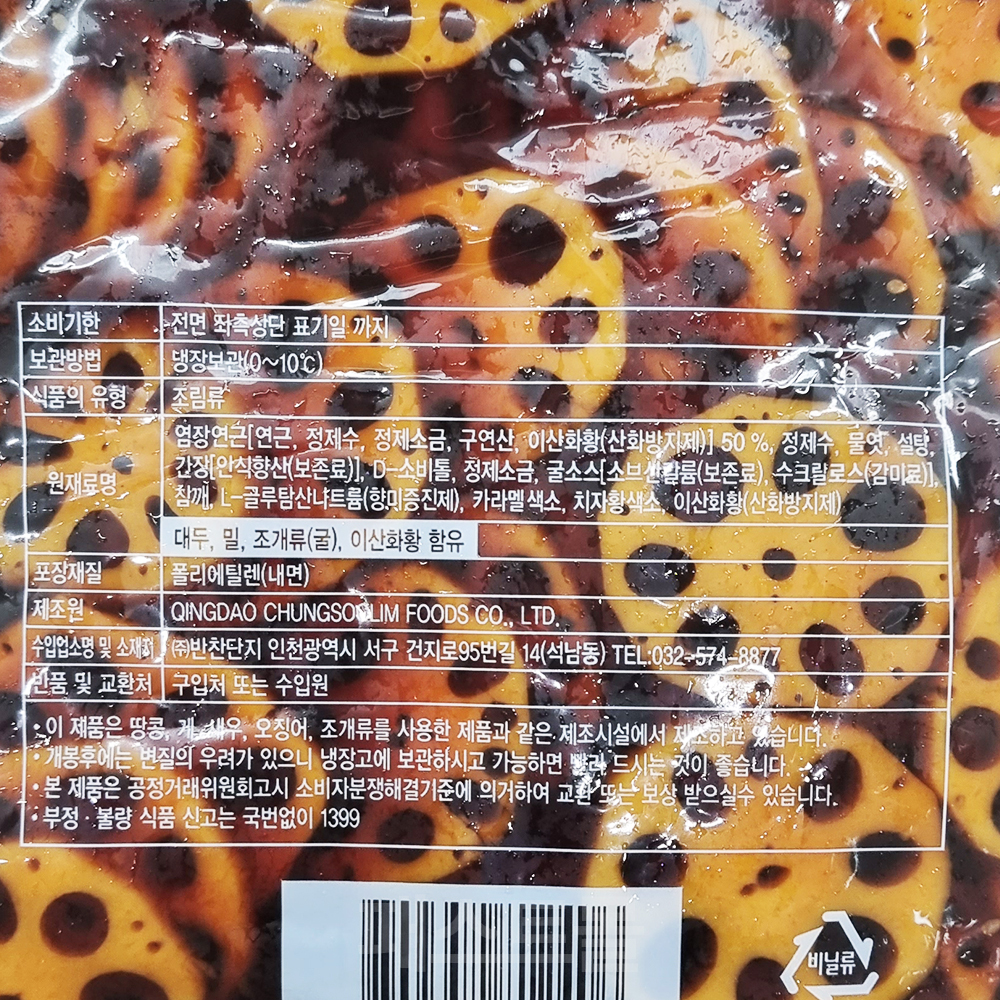 소비기한 전면 좌측상단 표기일 까지
보관방법 냉장보관(0~10℃)
식품의 유형 조림류
염장연근[연근, 정제수, 정제소금, 구연산, 이산화황(산화방지제)] 50 %, 정제수, 물엿, 설탕,
원재료명 간장[안식향산(보존료)], D-소비톨, 정제소금, 굴소스[소브산칼륨(보존료), 수크랄로스(감미료)],
참깨, L-글루탐산나트륨(향미증진제), 카라멜색소, 치자황색소, 이산화황(산화방지제)
대두, 밀, 조개류(굴), 이산화황 함유
포장재질 폴리에틸렌(내면)
제조원 QINGDAO CHUNGSOOLIM FOODS CO., LTD.
수입업소명 및 소재지 ㈜반찬단지 인천광역시 서구 건지로95번길 14(석남동) TEL:032-574-8877
반품 및 교환처 구입처 또는 수입원
·이 제품은 땅콩, 게, 새우, 오징어, 조개류를 사용한 제품과 같은 제조시설에서 제조하고 있습니다.
·개봉후에는 변질의 우려가 있으니 냉장고에 보관하시고 가능하면 빨리 드시는 것이 좋습니다.
·본 제품은 공정거래위원회고시 소비자분쟁해결기준에 의거하여 교환 또는 보상 받으실수 있습니다.
·부정·불량 식품 신고는 국번없이 1399
비닐류